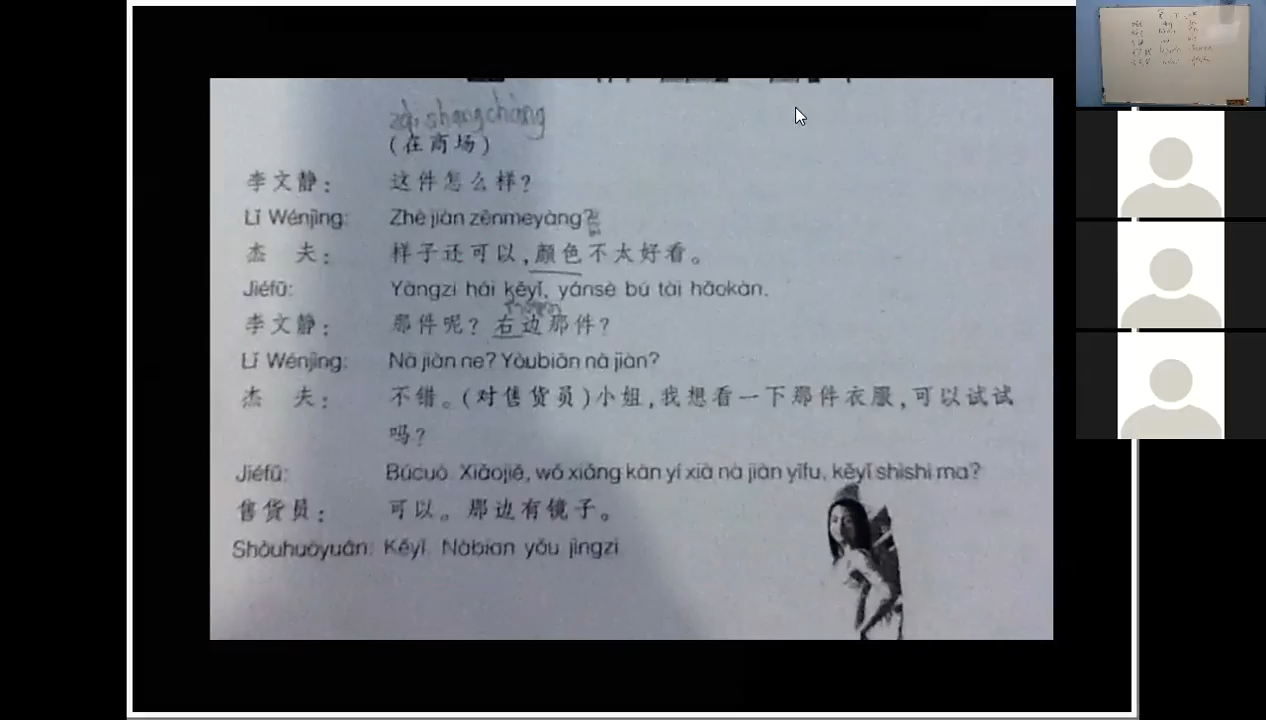 zài shāngchǎng
(在商场)
李文静: 这件怎么样?
Lǐ Wénjìng: Zhè jiàn zěnmeyàng?
杰 夫: 样子还可以,颜色不太好看。
Jiéfū: Yàngzi hái kěyǐ, yánsè bú tài hǎokàn.
李文静: 那件呢? 右边那件?
Lǐ Wénjìng: Nà jiàn ne? Yòubiān nà jiàn?
杰 夫: 不错。(对售货员)小姐,我想看一下那件衣服,可以试试
吗?
Jiéfū: Búcuò. Xiǎojiě, wǒ xiǎng kàn yí xià nà jiàn yīfu, kěyǐ shìshi ma?
售货员: 可以。那边有镜子。
Shòuhuòyuán: Kěyǐ. Nàbian yǒu jìngzi